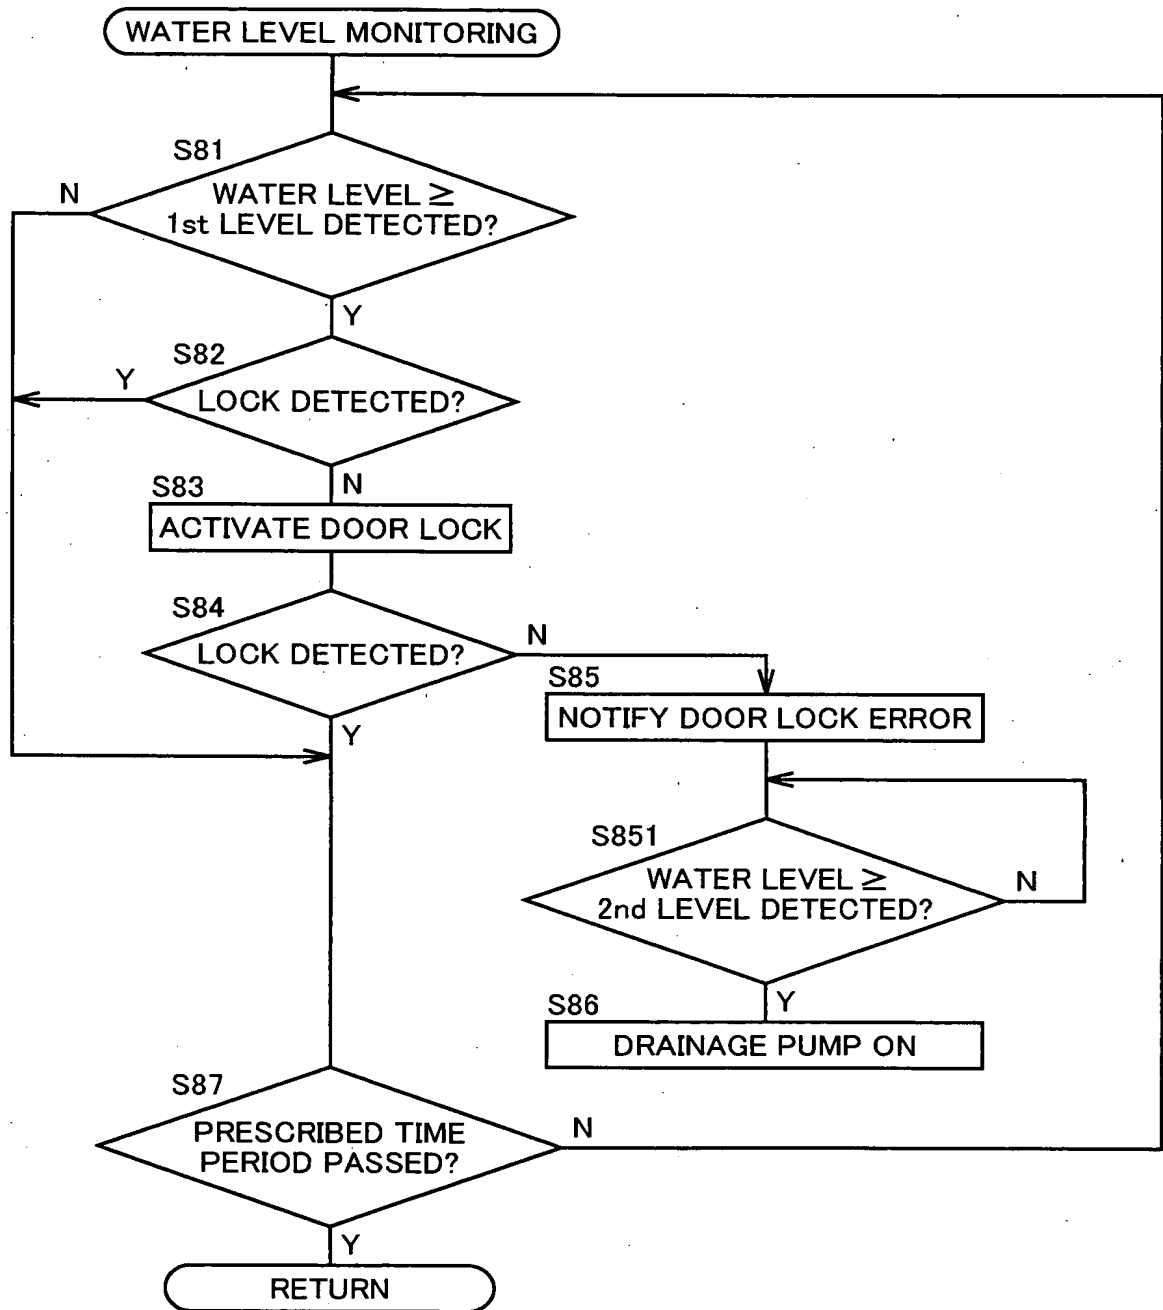 WATER LEVEL MONITORING
S81
N
WATER LEVEL ≧
1st LEVEL DETECTED?
Y
S82
Y
LOCK DETECTED?
N
S83
ACTIVATE DOOR LOCK
S84
LOCK DETECTED?
N
Y
S85
NOTIFY DOOR LOCK ERROR
S851
WATER LEVEL ≧
2nd LEVEL DETECTED?
N
Y
S86
DRAINAGE PUMP ON
S87
PRESCRIBED TIME
PERIOD PASSED?
N
Y
RETURN